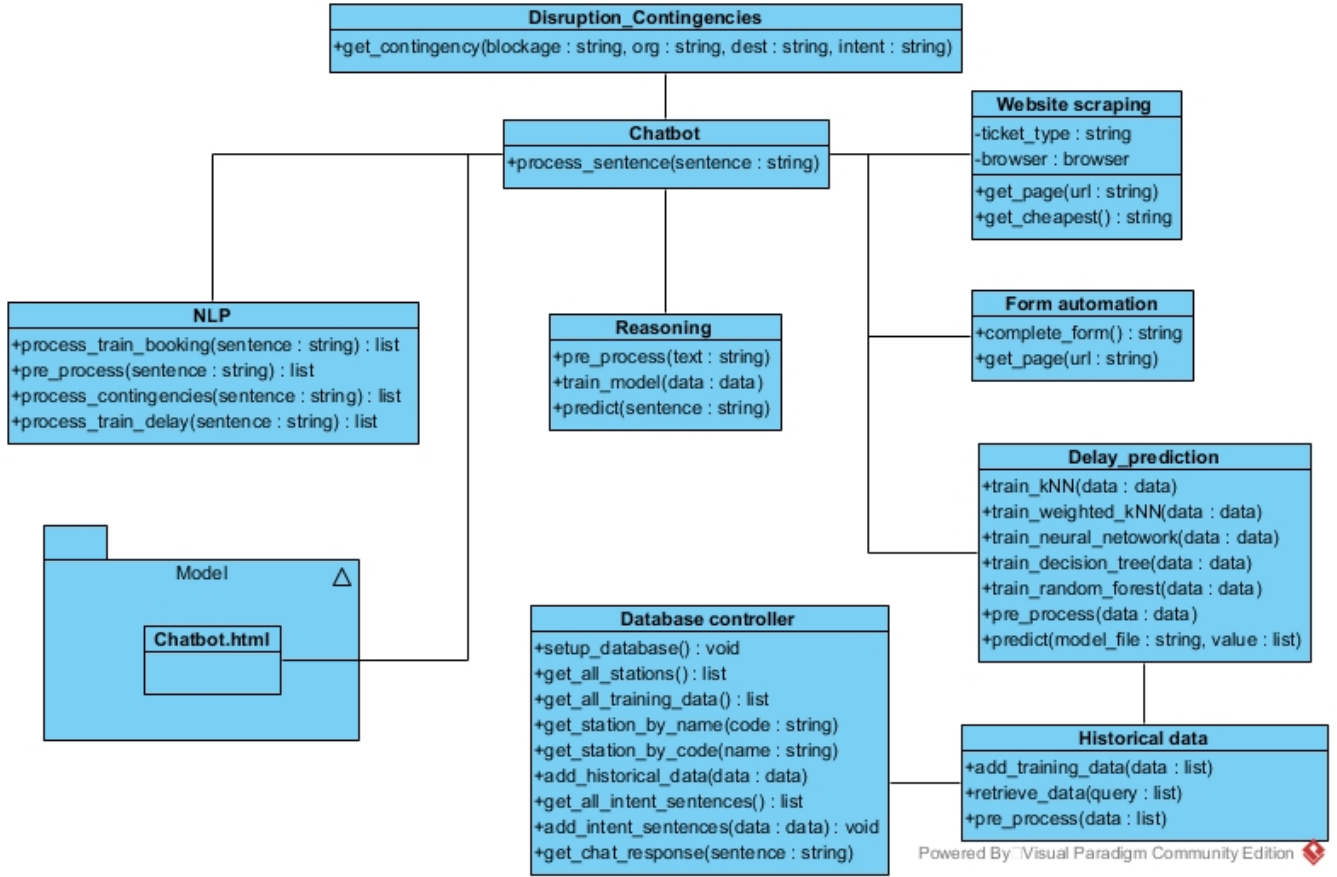 Disruption_Contingencies
+get_contingency(blockage : string, org : string, dest : string, intent : string)
Chatbot
+process_sentence(sentence : string)
Website scraping
-ticket_type : string
-browser : browser
+get_page(url : string)
+get_cheapest() : string
NLP
+process_train_booking(sentence : string) : list
+pre_process(sentence : string) : list
+process_contingencies(sentence : string) : list
+process_train_delay(sentence : string) : list
Reasoning
+pre_process(text : string)
+train_model(data : data)
+predict(sentence : string)
Form automation
+complete_form() : string
+get_page(url : string)
Delay_prediction
+train_kNN(data : data)
+train_weighted_kNN(data : data)
+train_neural_netowork(data : data)
+train_decision_tree(data : data)
+train_random_forest(data : data)
+pre_process(data : data)
+predict(model_file : string, value : list)
Model
Chatbot.html
Database controller
+setup_database() : void
+get_all_stations() : list
+get_all_training_data() : list
+get_station_by_name(code : string)
+get_station_by_code(name : string)
+add_historical_data(data : data)
+get_all_intent_sentences() : list
+add_intent_sentences(data : data) : void
+get_chat_response(sentence : string)
Historical data
+add_training_data(data : list)
+retrieve_data(query : list)
+pre_process(data : list)
Powered By Visual Paradigm Community Edition